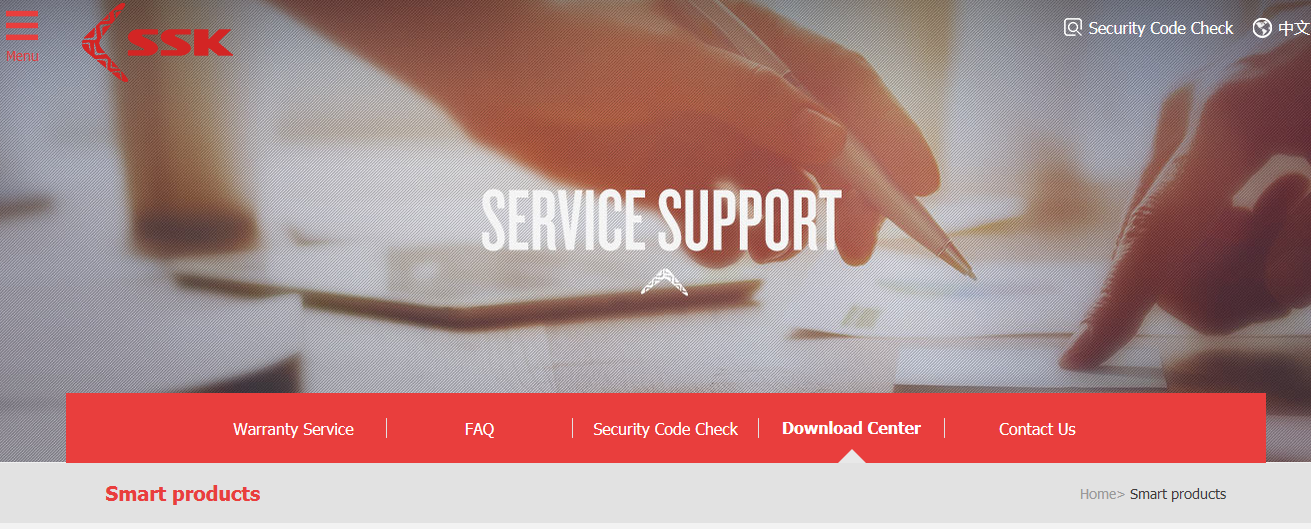 Menu
SSK
Security Code Check
中文
SERVICE SUPPORT
Warranty Service
FAQ
Security Code Check
Download Center
Contact Us
Smart products
Home> Smart products